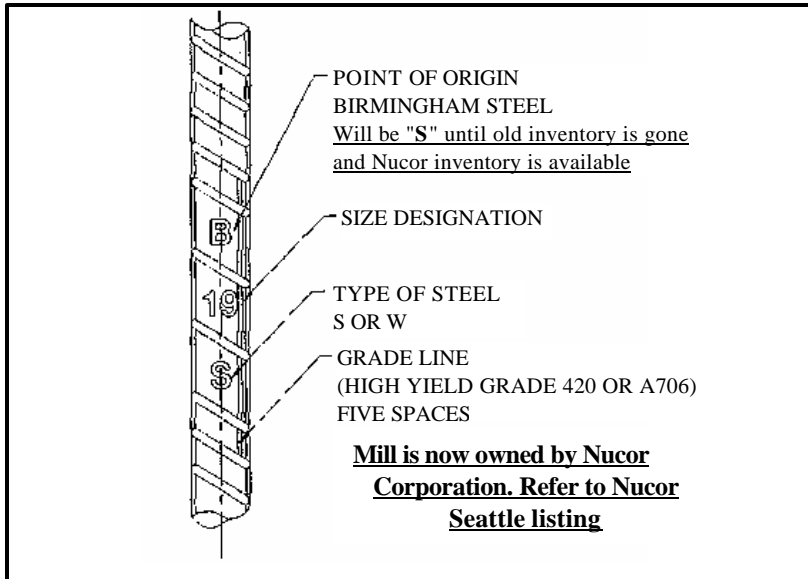 POINT OF ORIGIN
BIRMINGHAM STEEL
Will be "S" until old inventory is gone
and Nucor inventory is available
B
SIZE DESIGNATION
19
TYPE OF STEEL
S OR W
S
GRADE LINE
(HIGH YIELD GRADE 420 OR A706)
FIVE SPACES
Mill is now owned by Nucor
Corporation. Refer to Nucor
Seattle listing